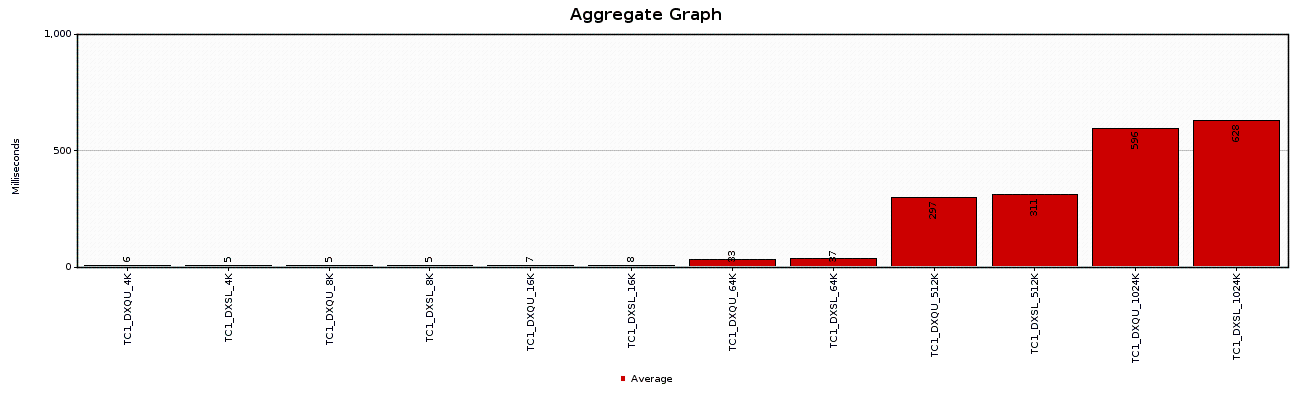 Aggregate Graph
1,000
500
0
Milliseconds
6
5
5
5
7
8
33
37
297
311
596
628
TC1_DXQU_4K
TC1_DXSL_4K
TC1_DXQU_8K
TC1_DXSL_8K
TC1_DXQU_16K
TC1_DXSL_16K
TC1_DXQU_64K
TC1_DXSL_64K
TC1_DXQU_512K
TC1_DXSL_512K
TC1_DXQU_1024K
TC1_DXSL_1024K
Average